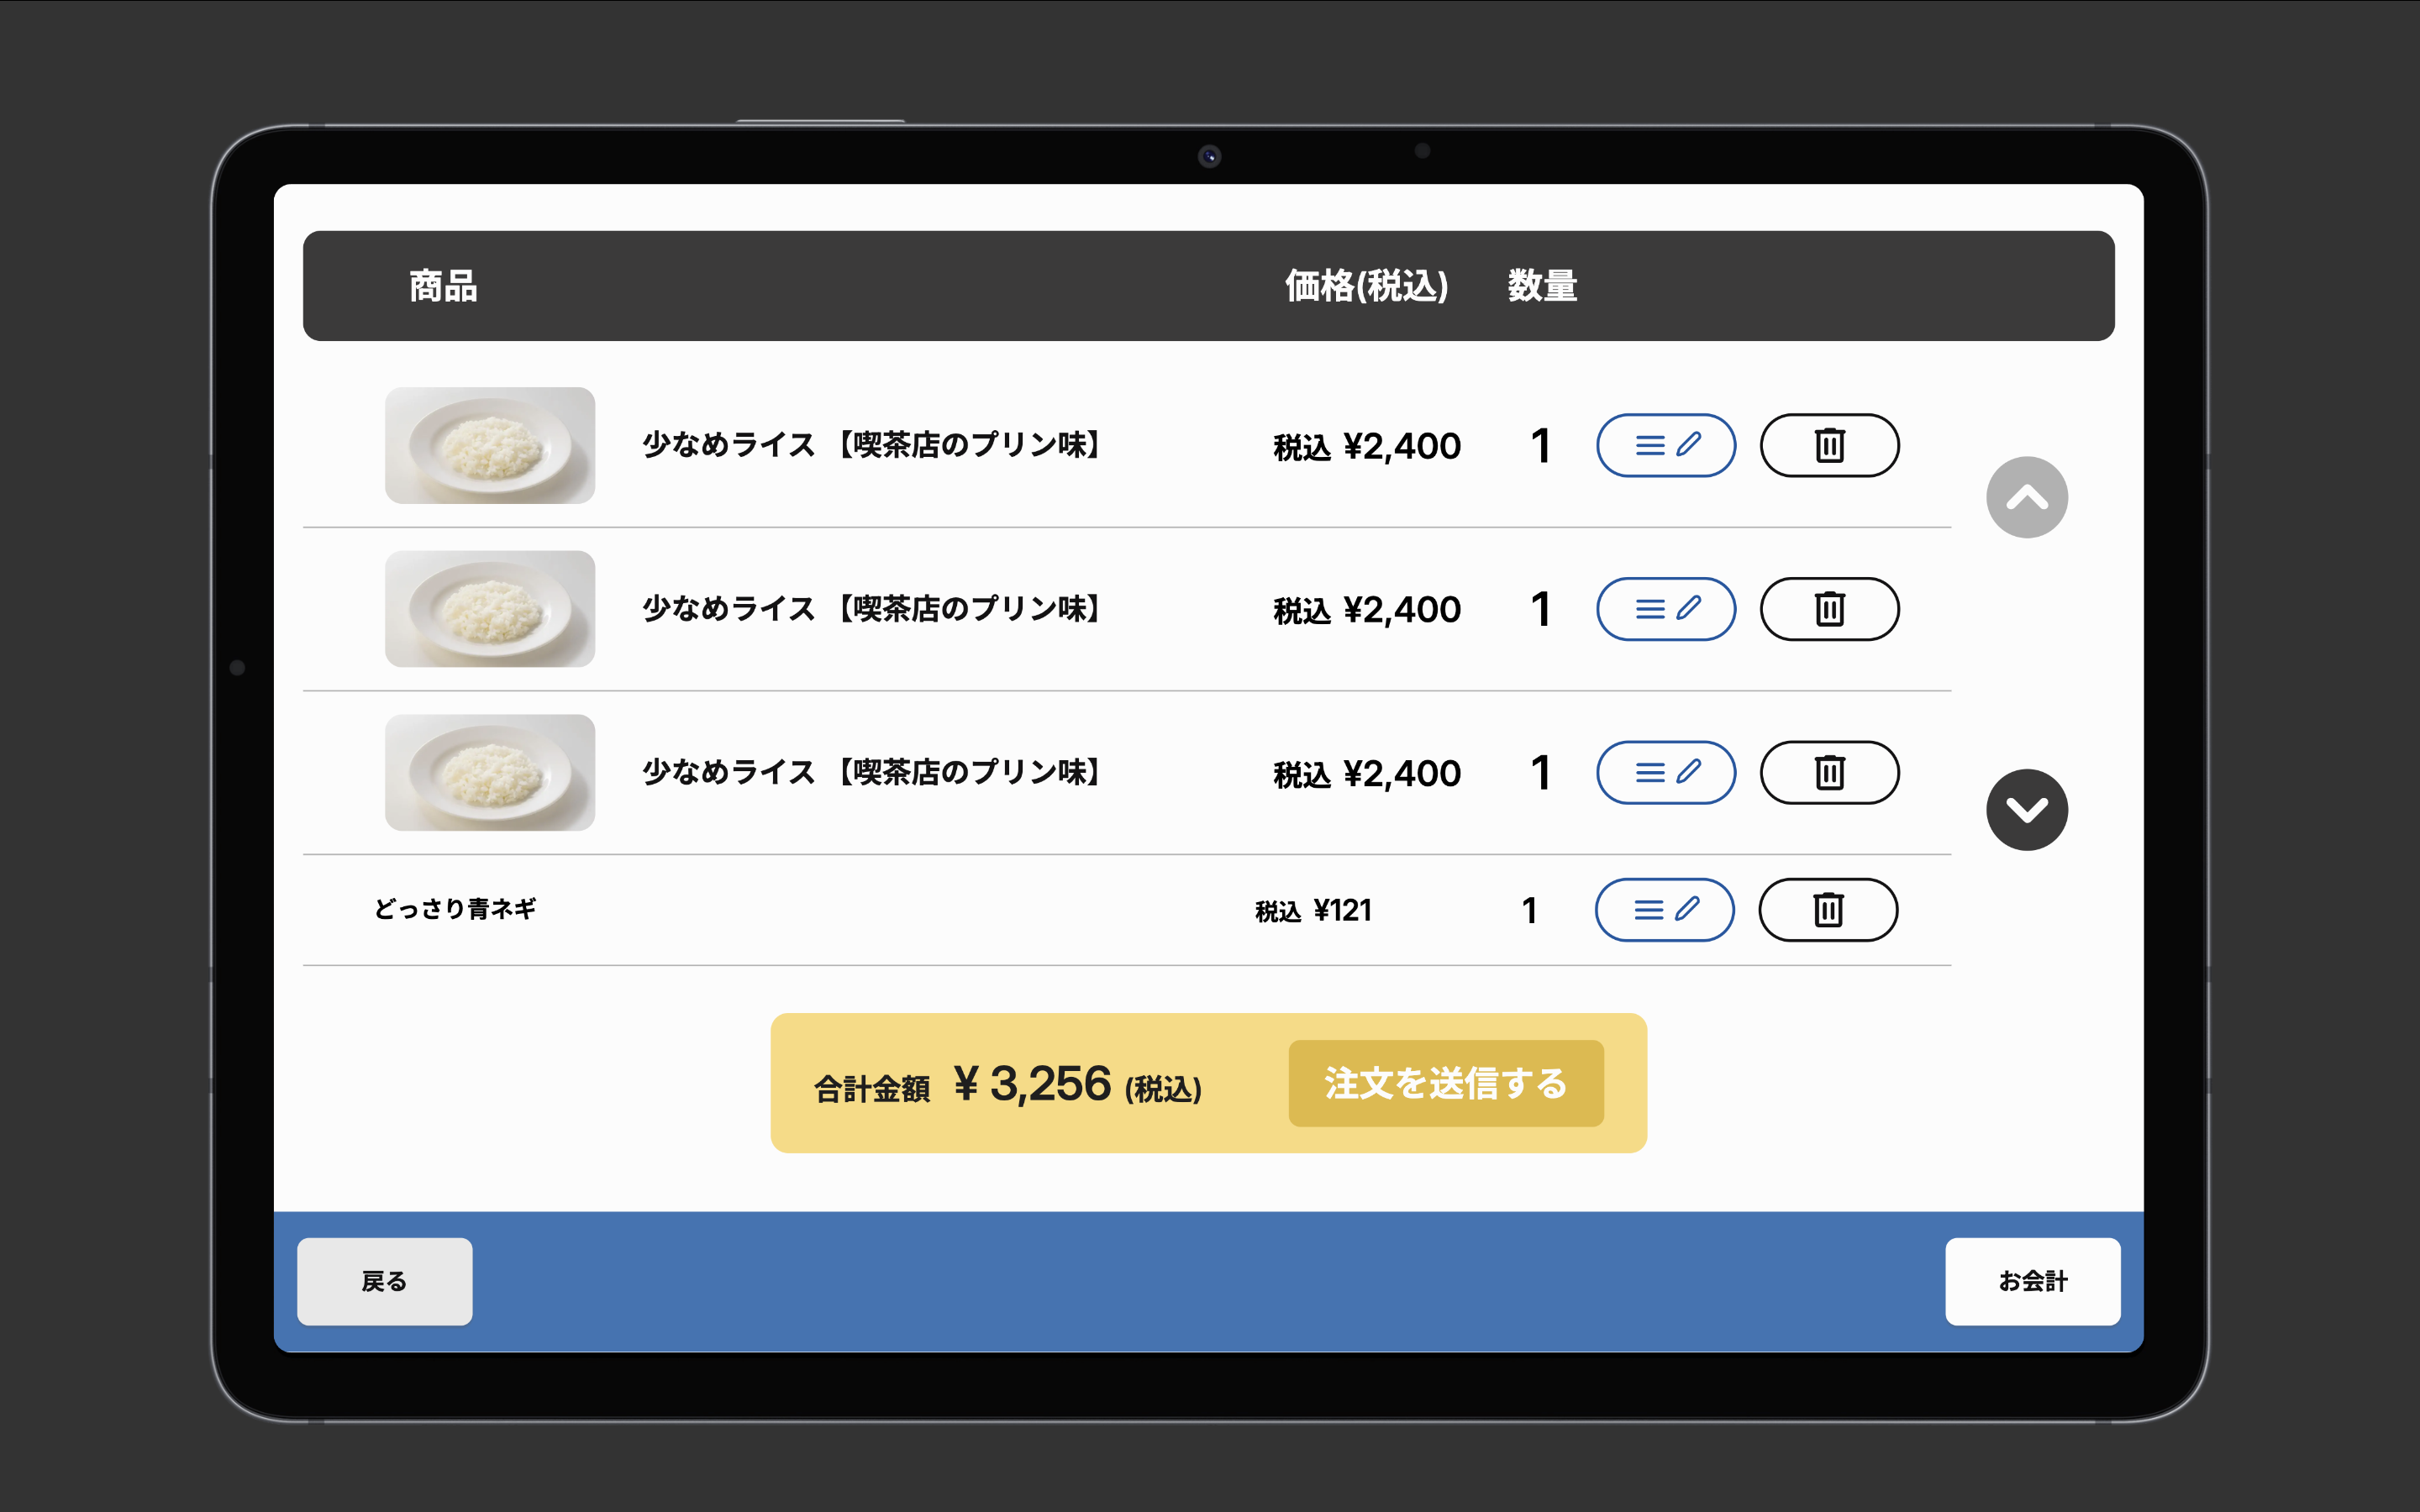 商品 価格(税込) 数量
少なめライス 【喫茶店のプリン味】 税込 ¥2,400 1
少なめライス 【喫茶店のプリン味】 税込 ¥2,400 1
少なめライス 【喫茶店のプリン味】 税込 ¥2,400 1
どっさり青ネギ 税込 ¥121 1
合計金額 ¥ 3,256 (税込) 注文を送信する
戻る お会計